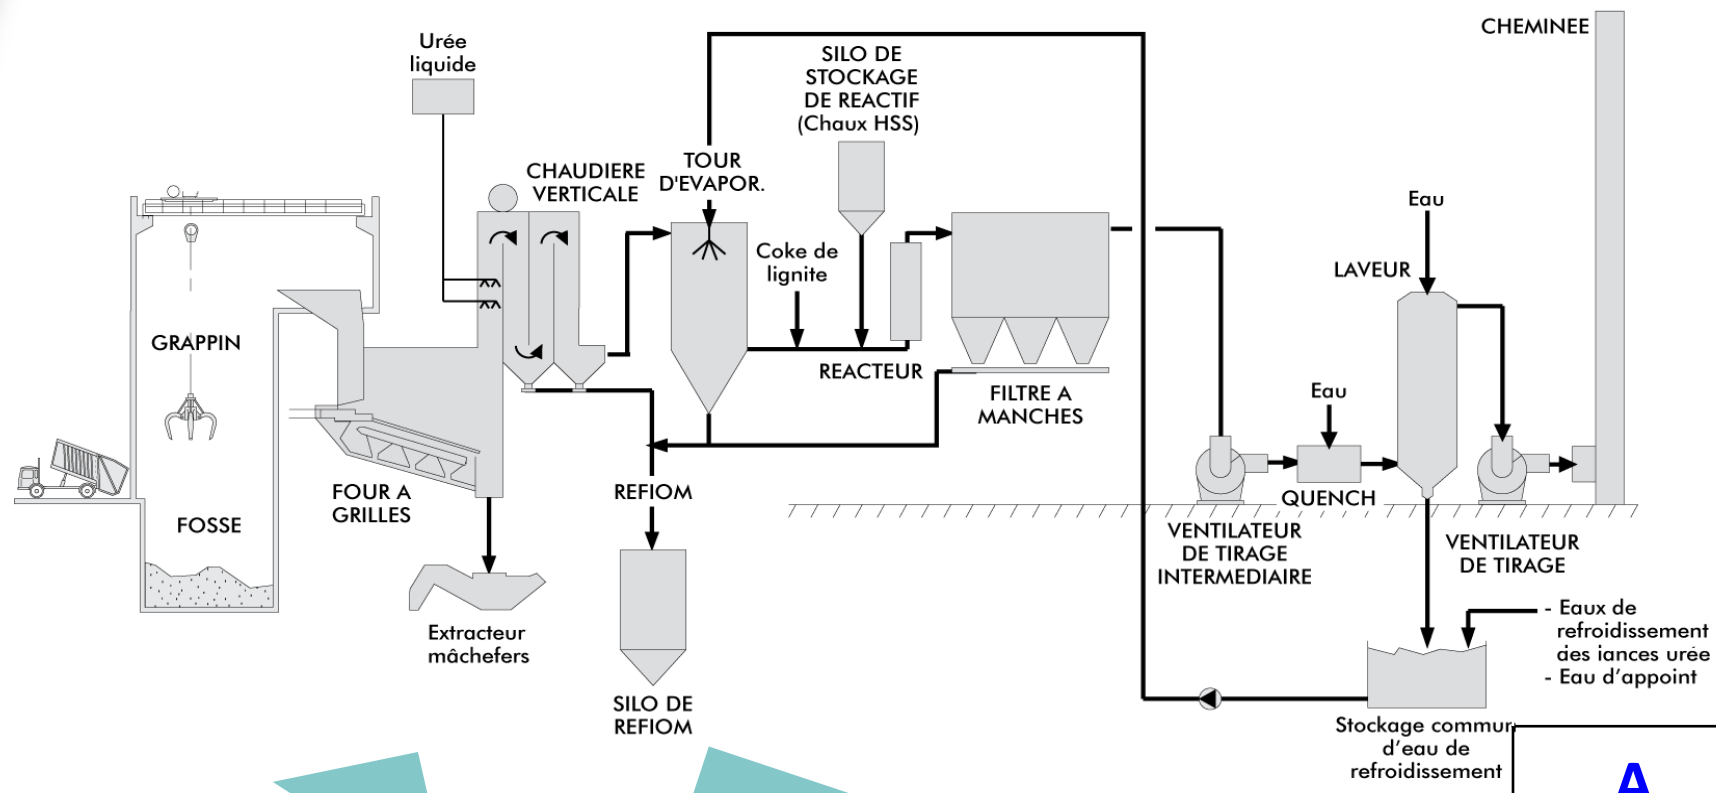 Urée
liquide
CHAUDIERE
VERTICALE
TOUR
D'EVAPOR.
SILO DE
STOCKAGE
DE REACTIF
(Chaux HSS)
CHEMINEE
Coke de
lignite
Eau
LAVEUR
GRAPPIN
REACTEUR
FILTRE A
MANCHES
Eau
FOUR A
GRILLES
REFIOM
QUENCH
FOSSE
VENTILATEUR
DE TIRAGE
INTERMEDIAIRE
VENTILATEUR
DE TIRAGE
Extracteur
mâchefers
- Eaux de
refroidissement
des lances urée
- Eau d'appoint
SILO DE
REFIOM
Stockage commun
d'eau de
refroidissement
A